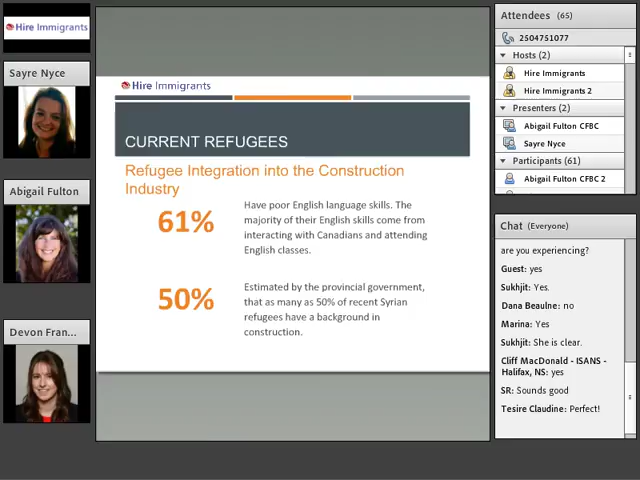 Hire Immigrants
Sayre Nyce
Abigail Fulton
Devon Fran...
Hire Immigrants
CURRENT REFUGEES
Refugee Integration into the Construction
Industry
61%
Have poor English language skills. The
majority of their English skills come from
interacting with Canadians and attending
English classes.
50%
Estimated by the provincial government,
that as many as 50% of recent Syrian
refugees have a background in
construction.
Attendees (65)
2504751077
Hosts (2)
Hire Immigrants
Hire Immigrants 2
Presenters (2)
Abigail Fulton CFBC
Sayre Nyce
Participants (61)
Abigail Fulton CFBC 2
Chat (Everyone)
are you experiencing?
Guest: yes
Sukhjit: Yes.
Dana Beaulne: no
Marina: Yes
Sukhjit: She is clear.
Cliff MacDonald - ISANS -
Halifax, NS: yes
SR: Sounds good
Tesire Claudine: Perfect!